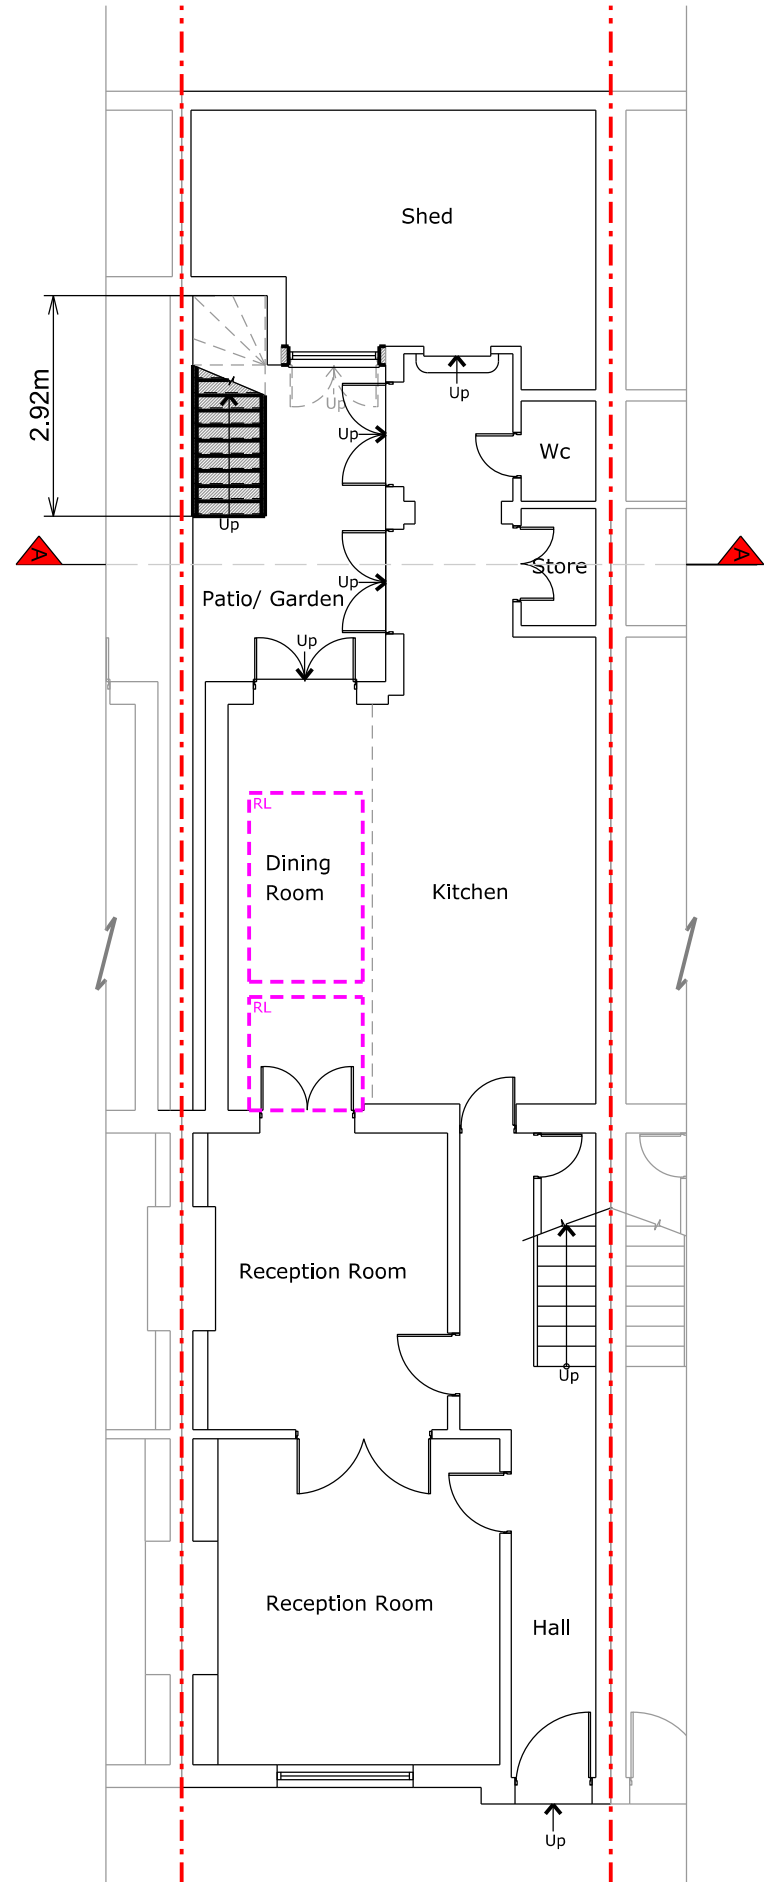 Shed
2.92m
Up
Up
Up
Wc
Up
A
A
Up
Store
Patio/ Garden
Up
RL
Dining
Room
Kitchen
RL
Reception Room
Up
Reception Room
Hall
Up